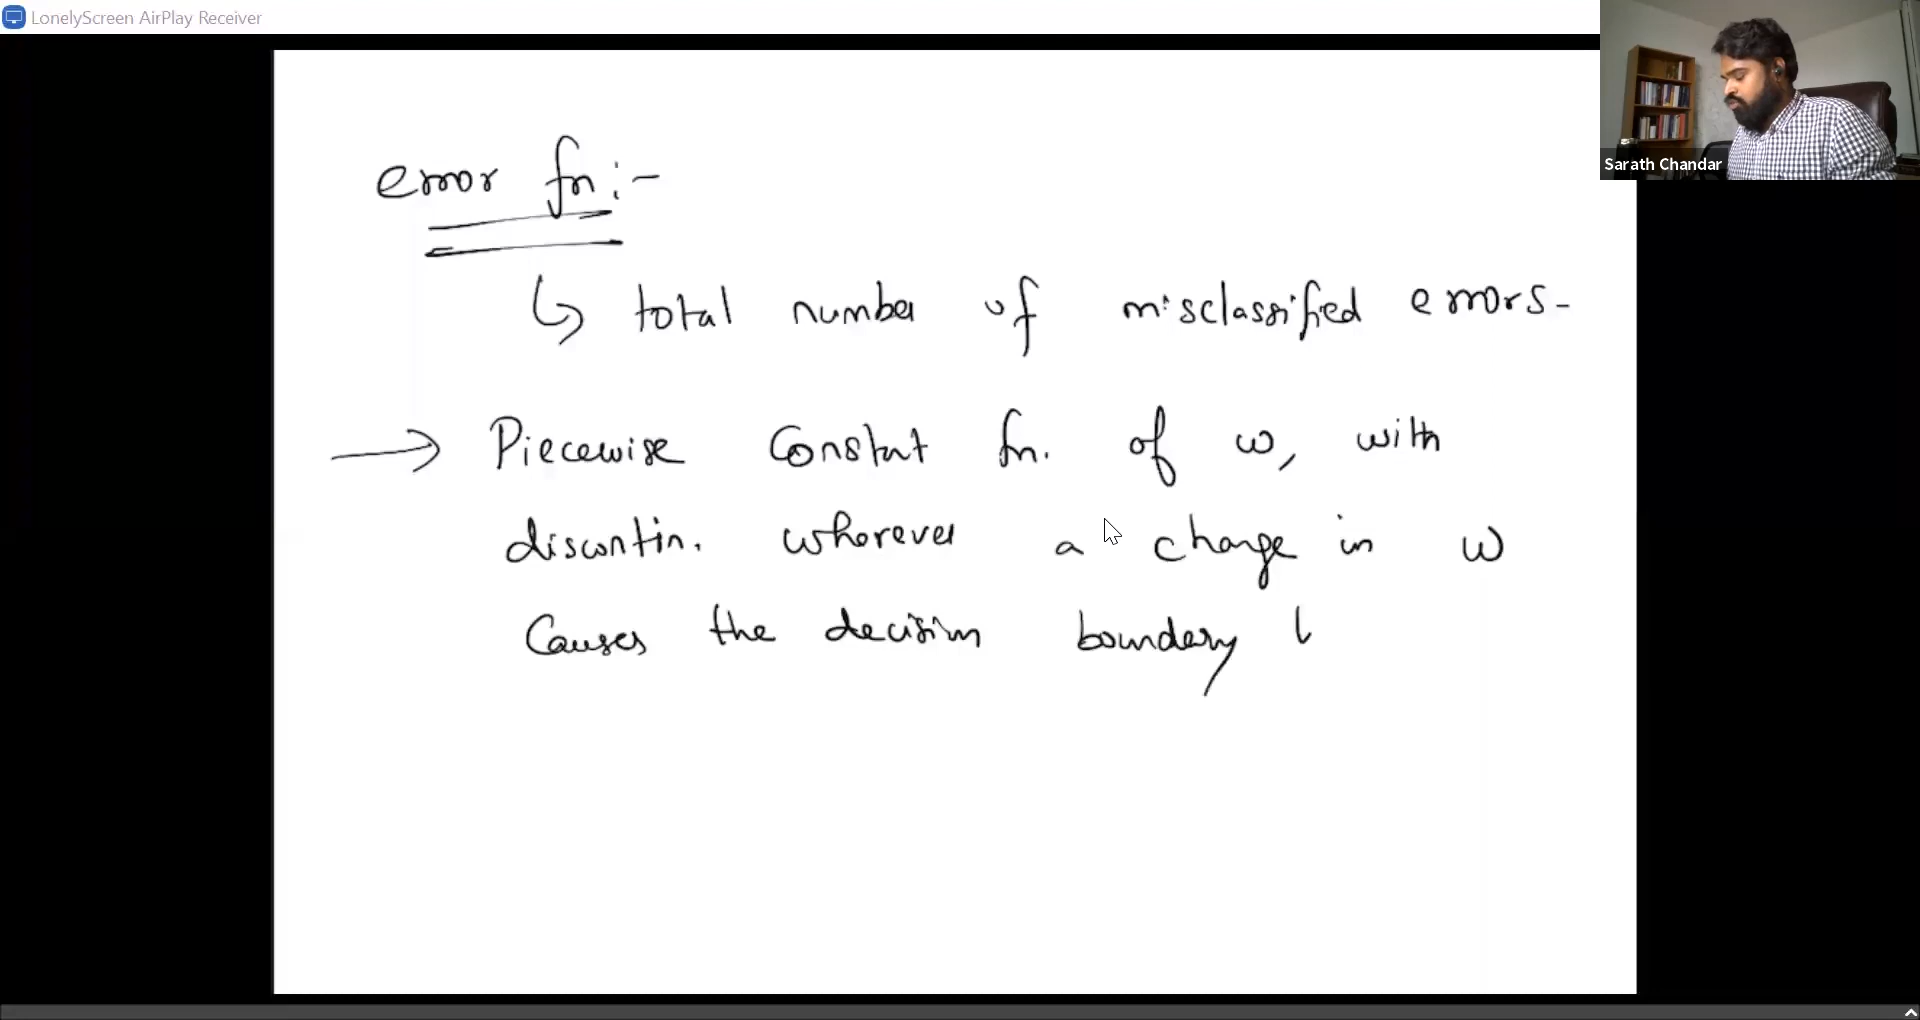 LonelyScreen AirPlay Receiver
Sarath Chandar
error fn:-
↳ total number of misclassified errors-
→ Piecewise Constat fn. of w, with
discontin. wherever a change in w
Causes the decision boundary